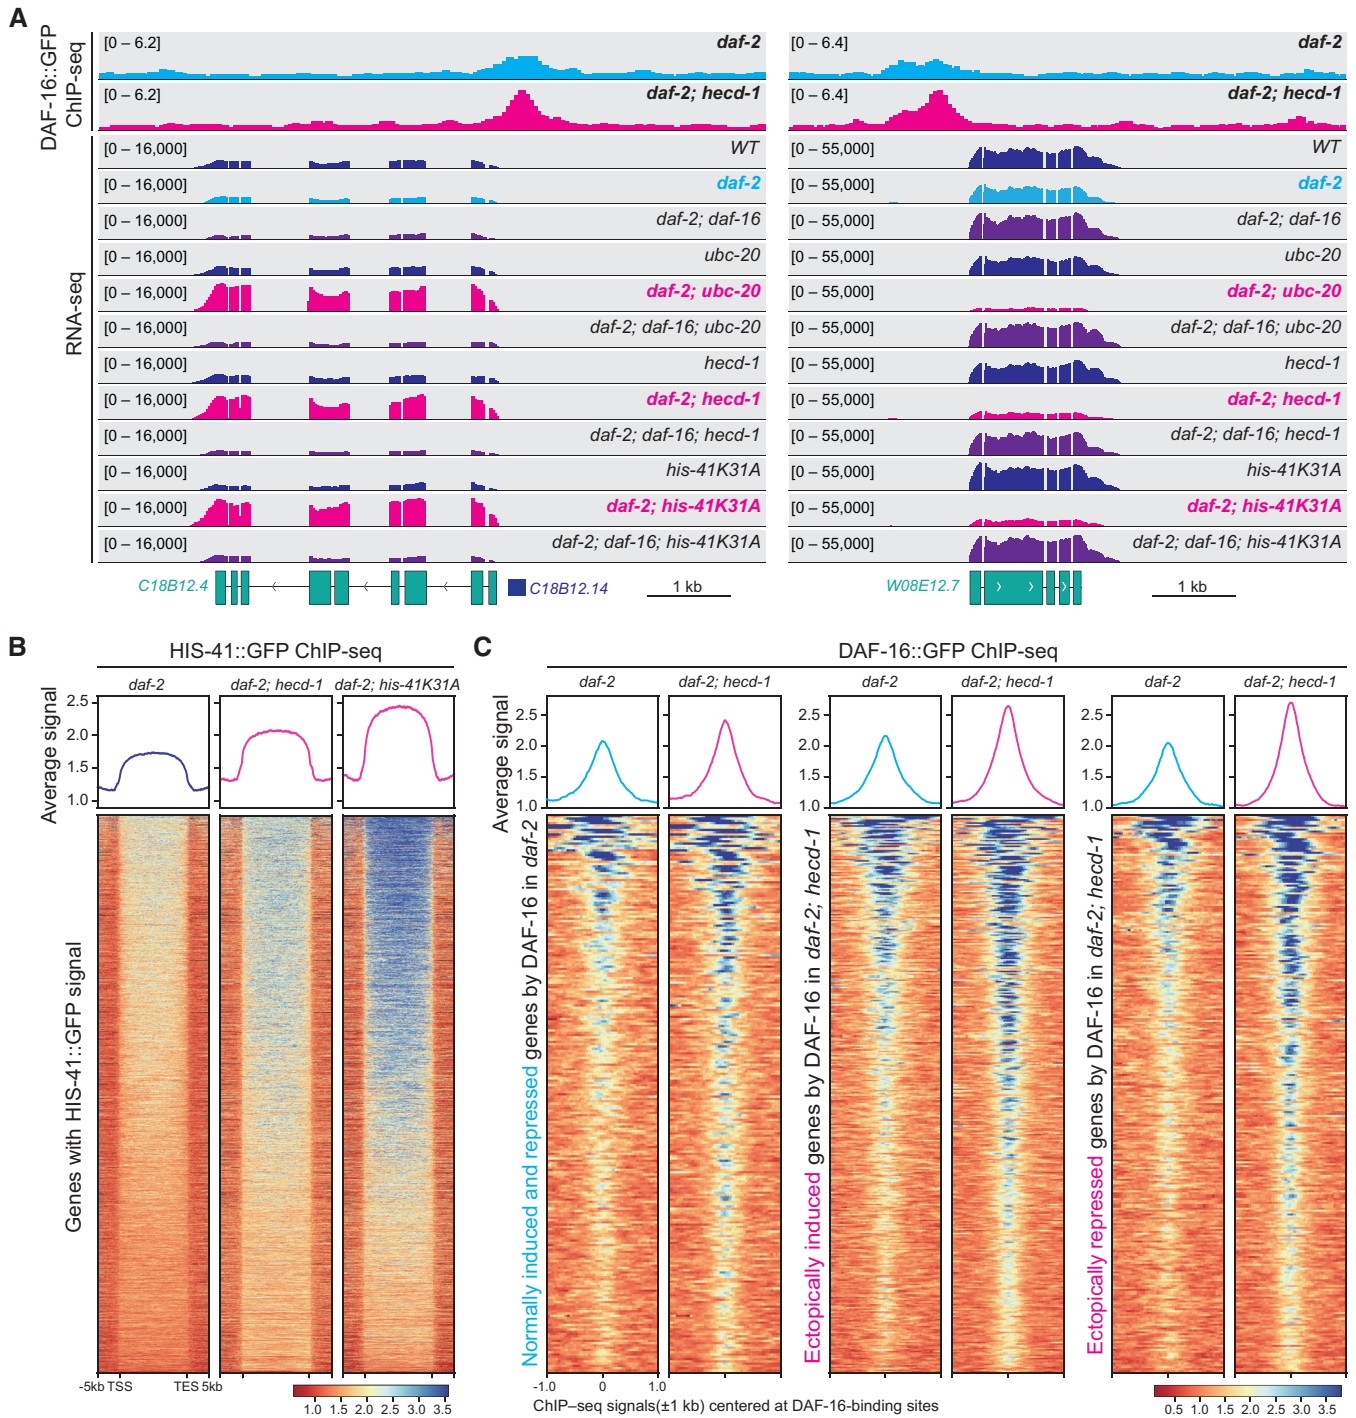 A
DAF-16::GFP
ChIP-seq
[0 – 6.2]
daf-2
[0 – 6.4]
daf-2
[0 – 6.2]
daf-2; hecd-1
[0 – 6.4]
daf-2; hecd-1
RNA-seq
[0 – 16,000]
WT
[0 – 55,000]
WT
[0 – 16,000]
daf-2
[0 – 55,000]
daf-2
[0 – 16,000]
daf-2; daf-16
[0 – 55,000]
daf-2; daf-16
[0 – 16,000]
ubc-20
[0 – 55,000]
ubc-20
[0 – 16,000]
daf-2; ubc-20
[0 – 55,000]
daf-2; ubc-20
[0 – 16,000]
daf-2; daf-16; ubc-20
[0 – 55,000]
daf-2; daf-16; ubc-20
[0 – 16,000]
hecd-1
[0 – 55,000]
hecd-1
[0 – 16,000]
daf-2; hecd-1
[0 – 55,000]
daf-2; hecd-1
[0 – 16,000]
daf-2; daf-16; hecd-1
[0 – 55,000]
daf-2; daf-16; hecd-1
[0 – 16,000]
his-41K31A
[0 – 55,000]
his-41K31A
[0 – 16,000]
daf-2; his-41K31A
[0 – 55,000]
daf-2; his-41K31A
[0 – 16,000]
daf-2; daf-16; his-41K31A
[0 – 55,000]
daf-2; daf-16; his-41K31A
C18B12.4
C18B12.14
1 kb
W08E12.7
1 kb
B
HIS-41::GFP ChIP-seq
daf-2
daf-2; hecd-1
daf-2; his-41K31A
Average signal
2.5
2.0
1.5
1.0
Genes with HIS-41::GFP signal
-5kb TSS
TES 5kb
1.0 1.5 2.0 2.5 3.0 3.5
C
DAF-16::GFP ChIP-seq
daf-2
daf-2; hecd-1
daf-2
daf-2; hecd-1
daf-2
daf-2; hecd-1
Average signal
2.5
2.0
1.5
1.0
2.5
2.0
1.5
1.0
2.5
2.0
1.5
1.0
Normally induced and repressed genes by DAF-16 in daf-2
Ectopically induced genes by DAF-16 in daf-2; hecd-1
Ectopically repressed genes by DAF-16 in daf-2; hecd-1
-1.0 0 1.0
ChIP–seq signals(±1 kb) centered at DAF-16-binding sites
0.5 1.0 1.5 2.0 2.5 3.0 3.5